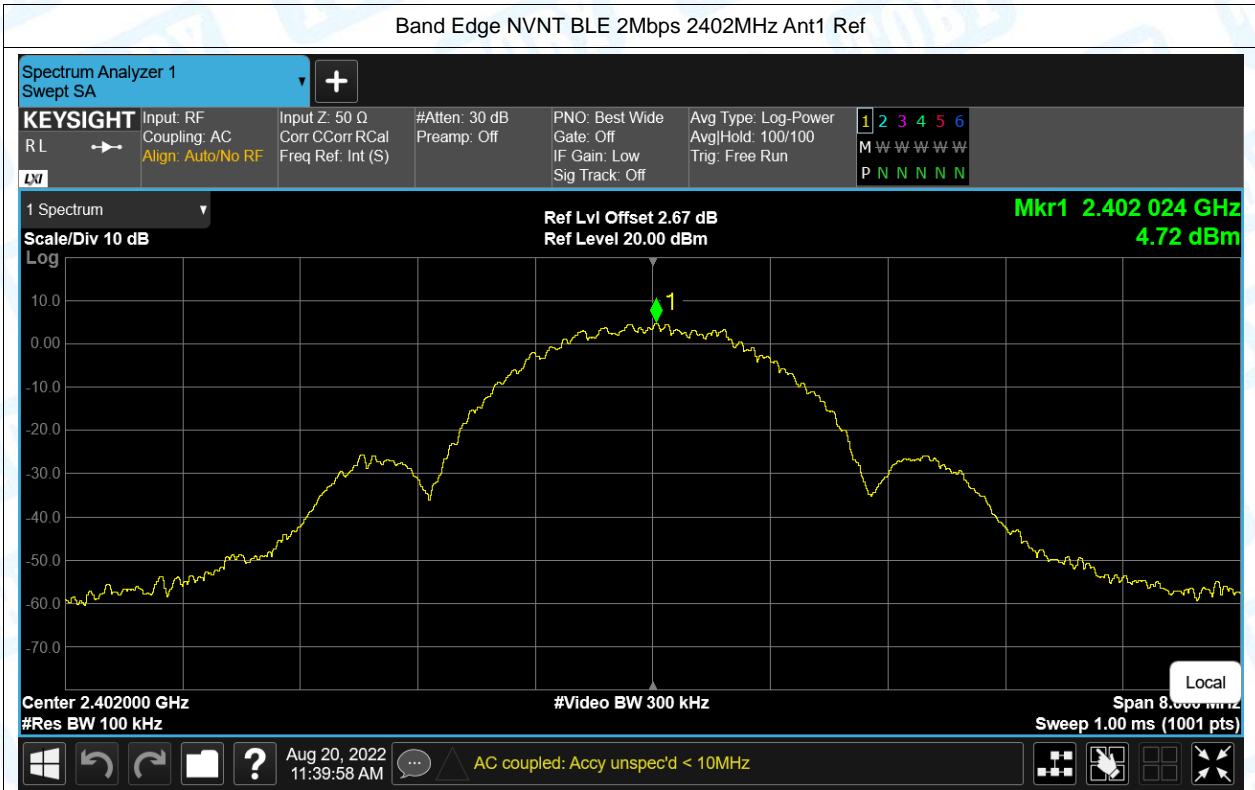 Band Edge NVNT BLE 2Mbps 2402MHz Ant1 Ref
Spectrum Analyzer 1
Swept SA
KEYSIGHT
RL
LXI
Input: RF
Coupling: AC
Align: Auto/No RF
Input Z: 50 Ω
Corr CCorr RCal
Freq Ref: Int (S)
#Atten: 30 dB
Preamp: Off
PNO: Best Wide
Gate: Off
IF Gain: Low
Sig Track: Off
Avg Type: Log-Power
Avg|Hold: 100/100
Trig: Free Run
1 2 3 4 5 6
M W W W W W
P N N N N N
1 Spectrum
Scale/Div 10 dB
Log
Ref Lvl Offset 2.67 dB
Ref Level 20.00 dBm
Mkr1 2.402 024 GHz
4.72 dBm
1
10.0
0.00
-10.0
-20.0
-30.0
-40.0
-50.0
-60.0
-70.0
Local
Center 2.402000 GHz
#Res BW 100 kHz
#Video BW 300 kHz
Span 8.000 MHz
Sweep 1.00 ms (1001 pts)
?
Aug 20, 2022
11:39:58 AM
AC coupled: Accy unspec'd < 10MHz